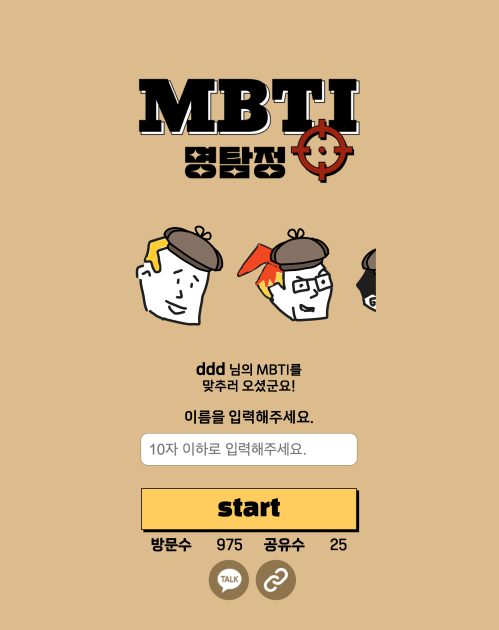 MBTI
명탐정
ddd 님의 MBTI를
맞추러 오셨군요!
이름을 입력해주세요.
10자 이하로 입력해주세요.
start
방문수 975 공유수 25
TALK